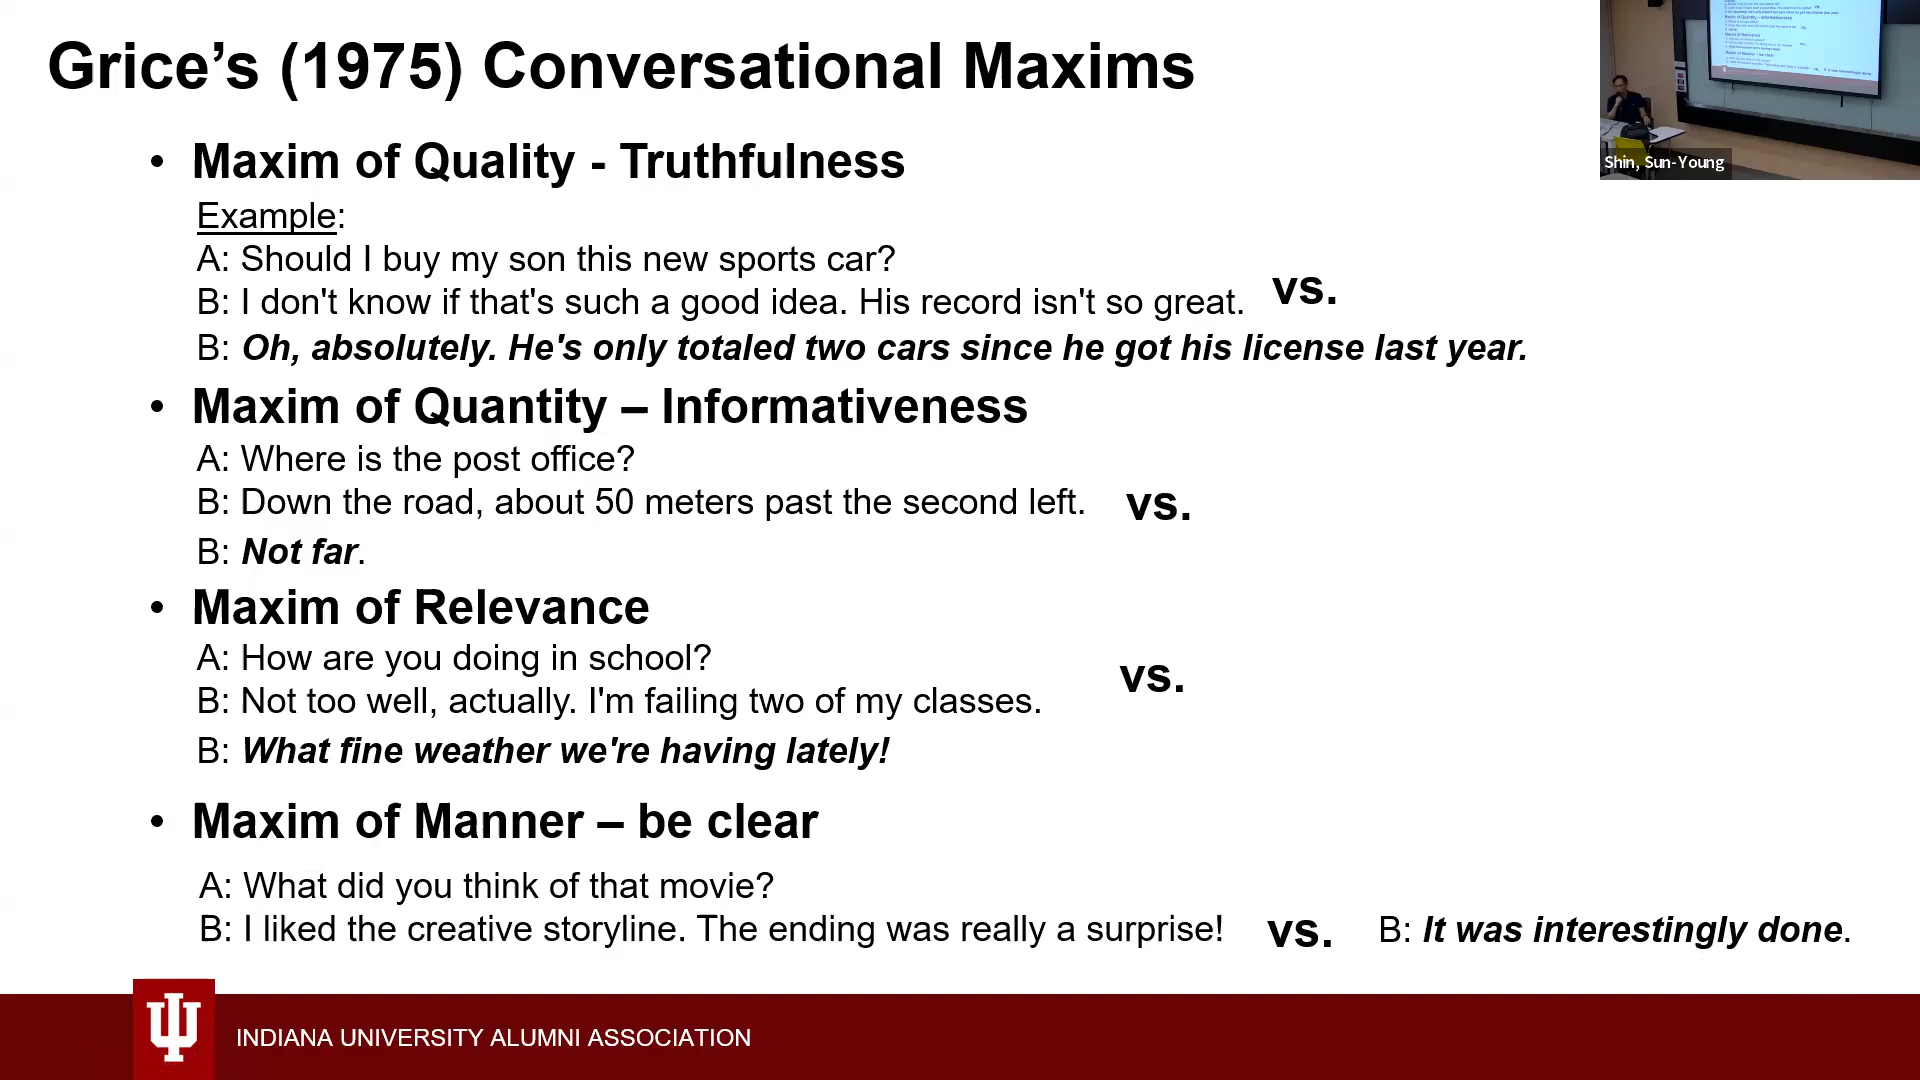 Grice’s (1975) Conversational Maxims
• Maxim of Quality - Truthfulness
Example:
A: Should I buy my son this new sports car?
B: I don't know if that's such a good idea. His record isn't so great. vs.
B: Oh, absolutely. He's only totaled two cars since he got his license last year.
• Maxim of Quantity – Informativeness
A: Where is the post office?
B: Down the road, about 50 meters past the second left. vs.
B: Not far.
• Maxim of Relevance
A: How are you doing in school?
vs.
B: Not too well, actually. I'm failing two of my classes.
B: What fine weather we're having lately!
• Maxim of Manner – be clear
A: What did you think of that movie?
B: I liked the creative storyline. The ending was really a surprise! vs. B: It was interestingly done.
INDIANA UNIVERSITY ALUMNI ASSOCIATION
Shin, Sun-Young